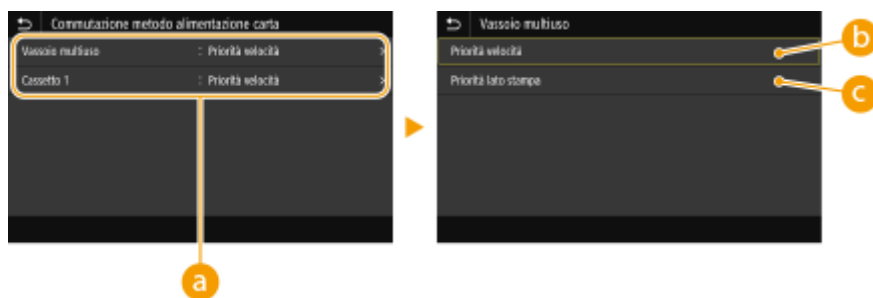 Commutazione metodo alimentazione carta
Vassoio multiuso : Priorità velocità
Cassetto 1 : Priorità velocità
a
Vassoio multiuso
Priorità velocità
b
Priorità lato stampa
c